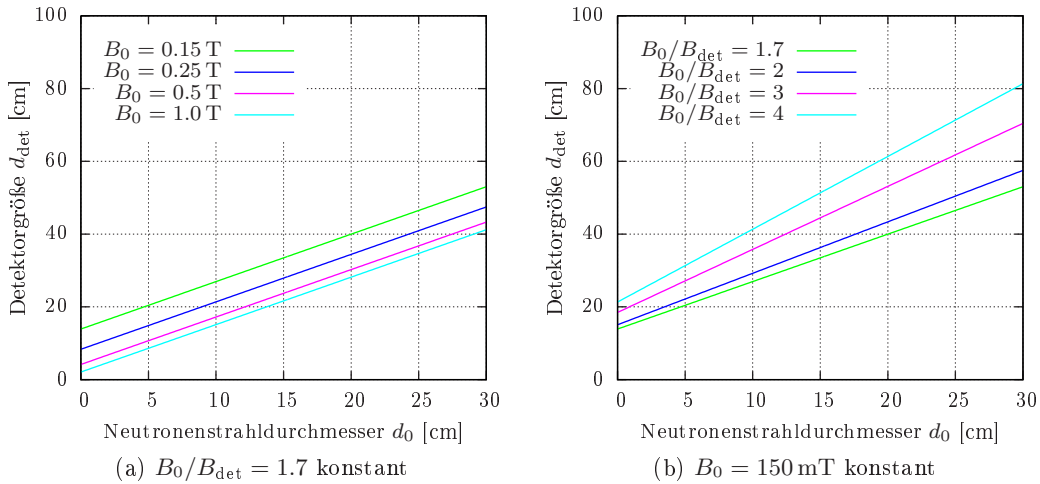 100
80
60
40
20
0
0 5 10 15 20 25 30
Detektorgröße d_det [cm]
Neutronenstrahldurchmesser d_0 [cm]
B_0 = 0.15 T
B_0 = 0.25 T
B_0 = 0.5 T
B_0 = 1.0 T
(a) B_0/B_det = 1.7 konstant
100
80
60
40
20
0
0 5 10 15 20 25 30
Detektorgröße d_det [cm]
Neutronenstrahldurchmesser d_0 [cm]
B_0/B_det = 1.7
B_0/B_det = 2
B_0/B_det = 3
B_0/B_det = 4
(b) B_0 = 150 mT konstant